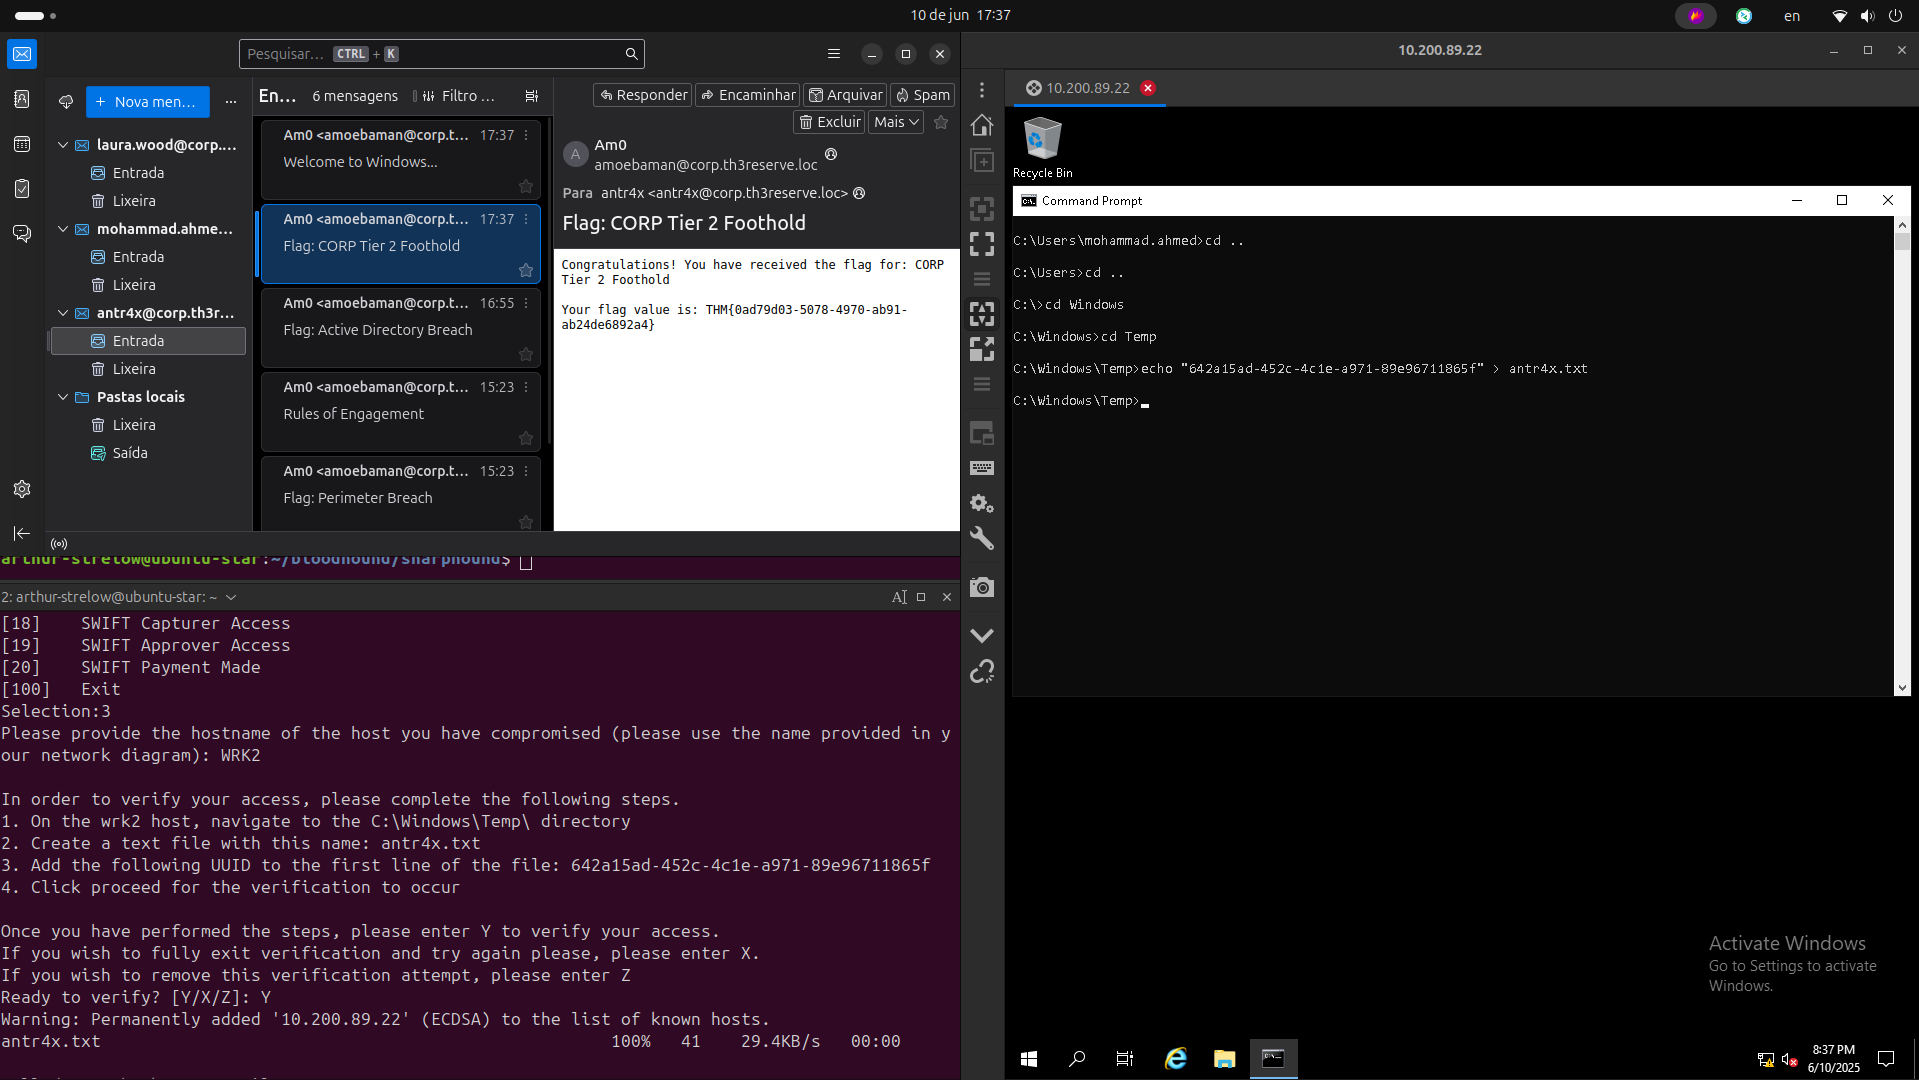 10 de jun 17:37
en
Pesquisar... CTRL + K
Nova men...
laura.wood@corp....
Entrada
Lixeira
mohammad.ahme...
Entrada
Lixeira
antr4x@corp.th3r...
Entrada
Lixeira
Pastas locais
Lixeira
Saída
En... 6 mensagens Filtro ...
Am0 <amoebaman@corp.t... 17:37
Welcome to Windows...
Am0 <amoebaman@corp.t... 17:37
Flag: CORP Tier 2 Foothold
Am0 <amoebaman@corp.t... 16:55
Flag: Active Directory Breach
Am0 <amoebaman@corp.t... 15:23
Rules of Engagement
Am0 <amoebaman@corp.t... 15:23
Flag: Perimeter Breach
Responder Encaminhar Arquivar Spam
Excluir Mais
A
Am0
amoebaman@corp.th3reserve.loc
Para antr4x <antr4x@corp.th3reserve.loc>
Flag: CORP Tier 2 Foothold
Congratulations! You have received the flag for: CORP
Tier 2 Foothold
Your flag value is: THM{0ad79d03-5078-4970-ab91-
ab24de6892a4}
arthur-strelow@ubuntu-star:~/bloodhound/sharphound$
2: arthur-strelow@ubuntu-star: ~
[18] SWIFT Capturer Access
[19] SWIFT Approver Access
[20] SWIFT Payment Made
[100] Exit
Selection:3
Please provide the hostname of the host you have compromised (please use the name provided in y
our network diagram): WRK2
In order to verify your access, please complete the following steps.
1. On the wrk2 host, navigate to the C:\Windows\Temp\ directory
2. Create a text file with this name: antr4x.txt
3. Add the following UUID to the first line of the file: 642a15ad-452c-4c1e-a971-89e96711865f
4. Click proceed for the verification to occur
Once you have performed the steps, please enter Y to verify your access.
If you wish to fully exit verification and try again please, please enter X.
If you wish to remove this verification attempt, please enter Z
Ready to verify? [Y/X/Z]: Y
Warning: Permanently added '10.200.89.22' (ECDSA) to the list of known hosts.
antr4x.txt 100% 41 29.4KB/s 00:00
10.200.89.22
10.200.89.22
Recycle Bin
Command Prompt
C:\Users\mohammad.ahmed>cd ..
C:\Users>cd ..
C:\>cd Windows
C:\Windows>cd Temp
C:\Windows\Temp>echo "642a15ad-452c-4c1e-a971-89e96711865f" > antr4x.txt
C:\Windows\Temp>
Activate Windows
Go to Settings to activate
Windows.
8:37 PM
6/10/2025